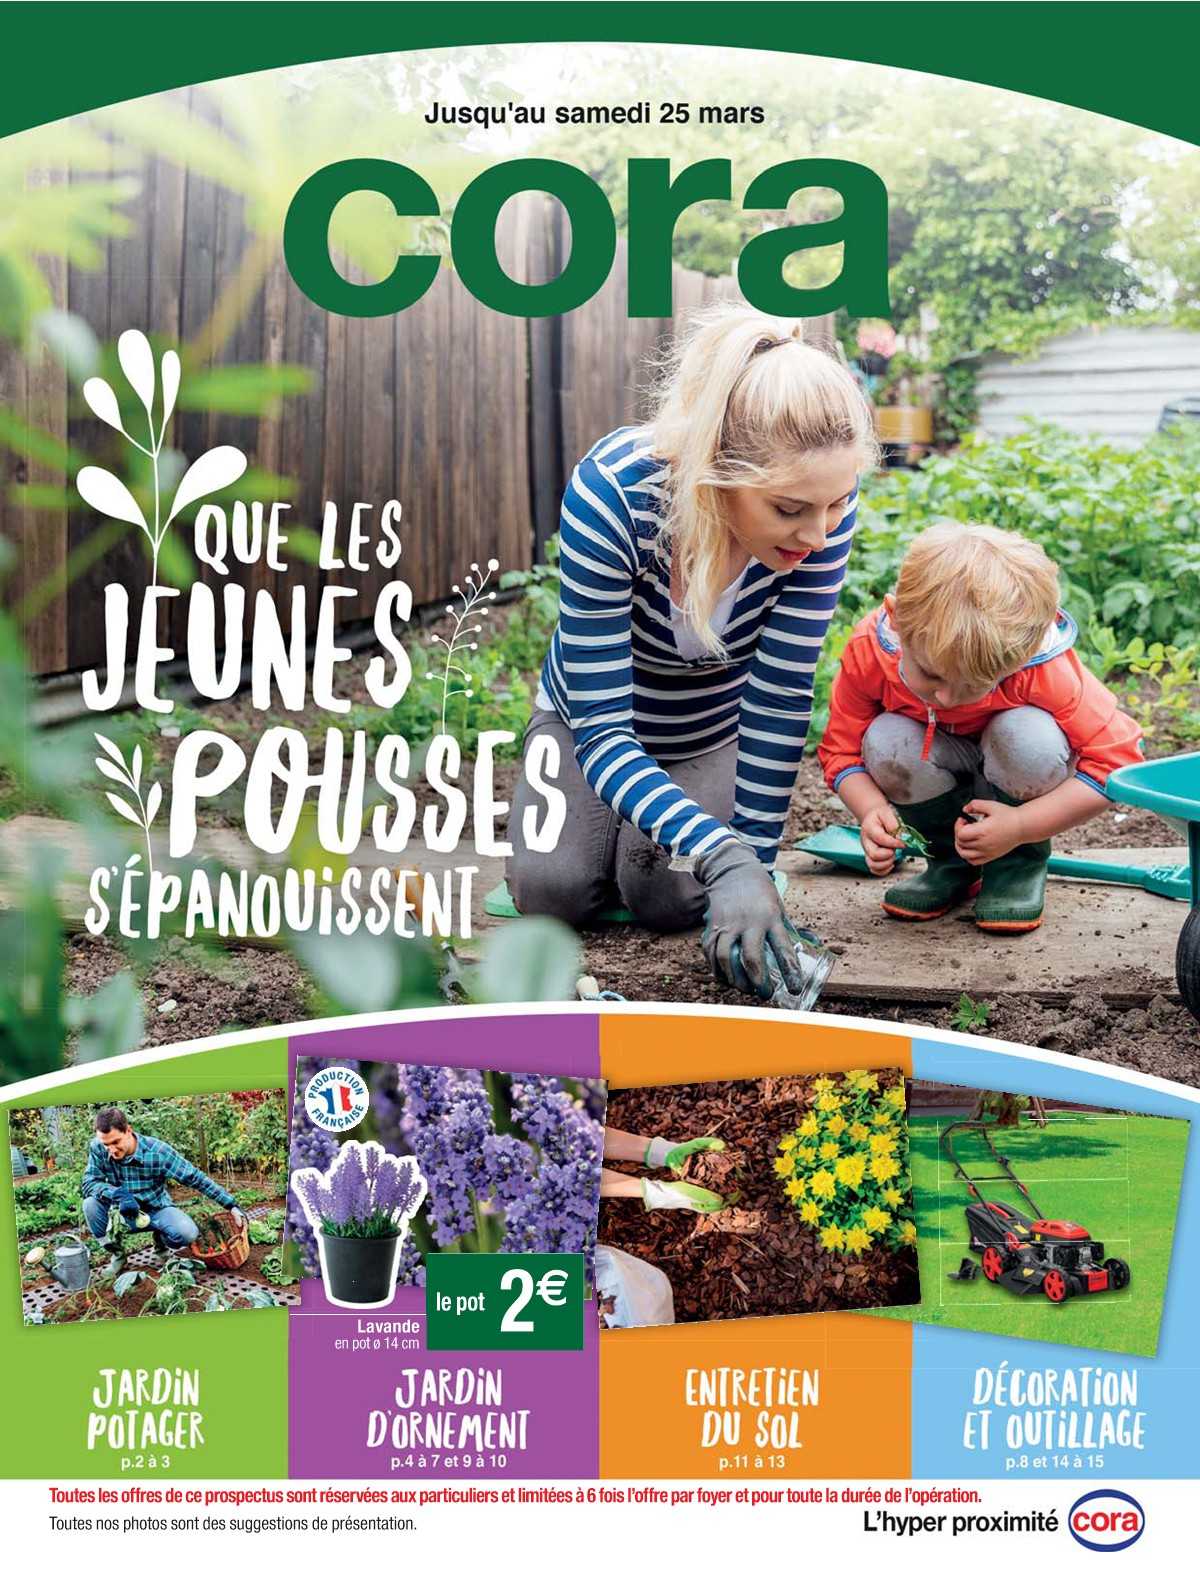 Jusqu'au samedi 25 mars
cora
QUE LES
JEUNES
POUSSES
S'ÉPANOUISSENT
PRODUCTION
FRANÇAISE
le pot 2€
Lavande
en pot ø 14 cm
JARDIN
POTAGER
p.2 à 3
JARDIN
D'ORNEMENT
p.4 à 7 et 9 à 10
ENTRETIEN
DU SOL
p.11 à 13
DÉCORATION
ET OUTILLAGE
p.8 et 14 à 15
Toutes les offres de ce prospectus sont réservées aux particuliers et limitées à 6 fois l'offre par foyer et pour toute la durée de l'opération.
Toutes nos photos sont des suggestions de présentation.
L'hyper proximité cora